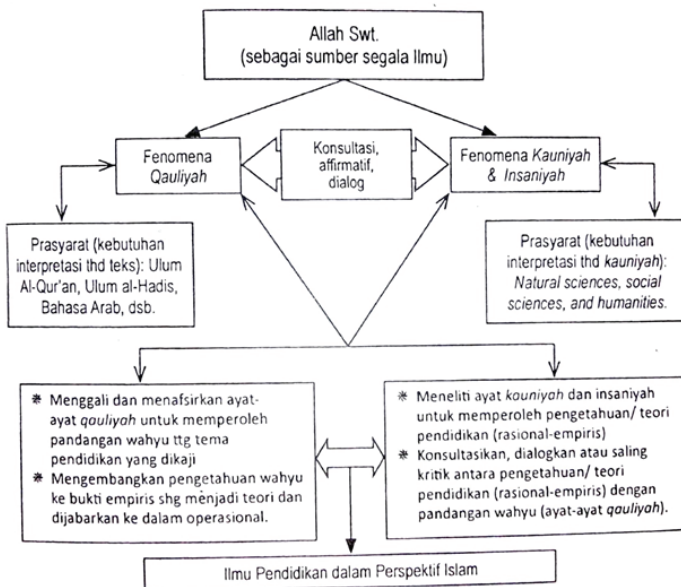 Allah Swt.
(sebagai sumber segala Ilmu)
Fenomena
Qauliyah
Konsultasi,
affirmatif,
dialog
Fenomena Kauniyah
& Insaniyah
Prasyarat (kebutuhan
interpretasi thd teks): Ulum
Al-Qur'an, Ulum al-Hadis,
Bahasa Arab, dsb.
Prasyarat (kebutuhan
interpretasi thd kauniyah):
Natural sciences, social
sciences, and humanities.
* Menggali dan menafsirkan ayat-
ayat qauliyah untuk memperoleh
pandangan wahyu ttg tema
pendidikan yang dikaji
* Mengembangkan pengetahuan wahyu
ke bukti empiris shg menjadi teori dan
dijabarkan ke dalam operasional.
* Meneliti ayat kauniyah dan insaniyah
untuk memperoleh pengetahuan/ teori
pendidikan (rasional-empiris)
* Konsultasikan, dialogkan atau saling
kritik antara pengetahuan/ teori
pendidikan (rasional-empiris) dengan
pandangan wahyu (ayat-ayat qauliyah).
Ilmu Pendidikan dalam Perspektif Islam